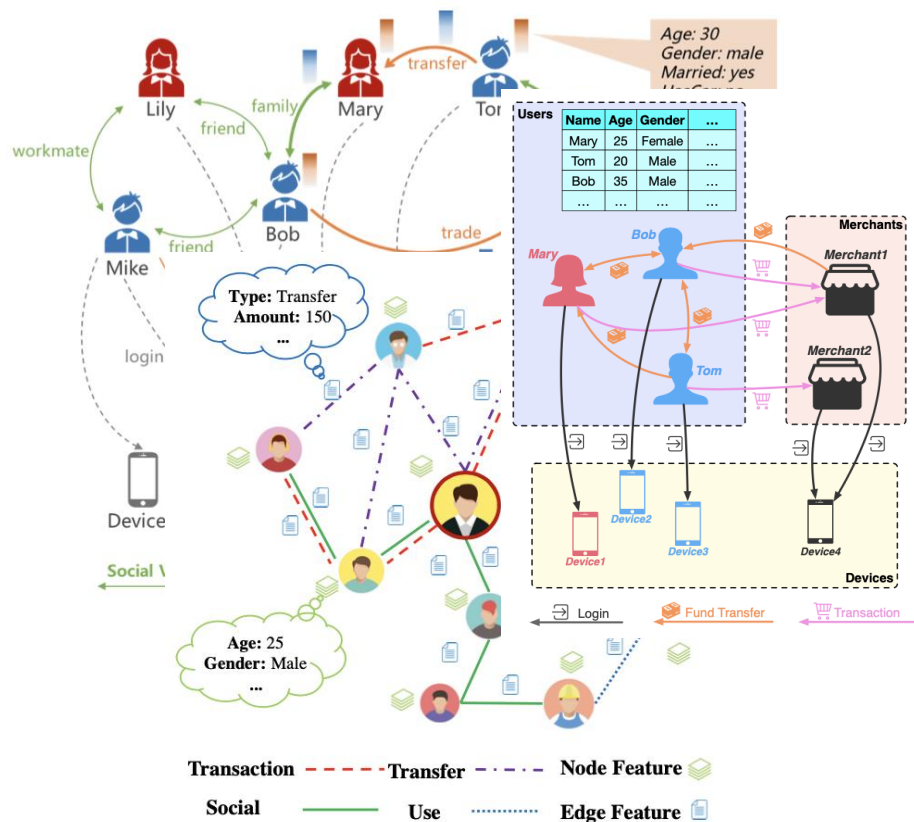 Age: 30
Gender: male
Married: yes
transfer
Lily
Mary
family
friend
workmate
Bob
trade
Mike
friend
login
Device
Social
Users
Name Age Gender ...
Mary 25 Female ...
Tom 20 Male ...
Bob 35 Male ...
... ... ... ...
Merchants
Bob
Mary
Merchant1
Merchant2
Tom
Device2
Device1
Device3
Device4
Devices
Login
Fund Transfer
Transaction
Type: Transfer
Amount: 150
...
Age: 25
Gender: Male
...
Transaction
Transfer
Node Feature
Social
Use
Edge Feature